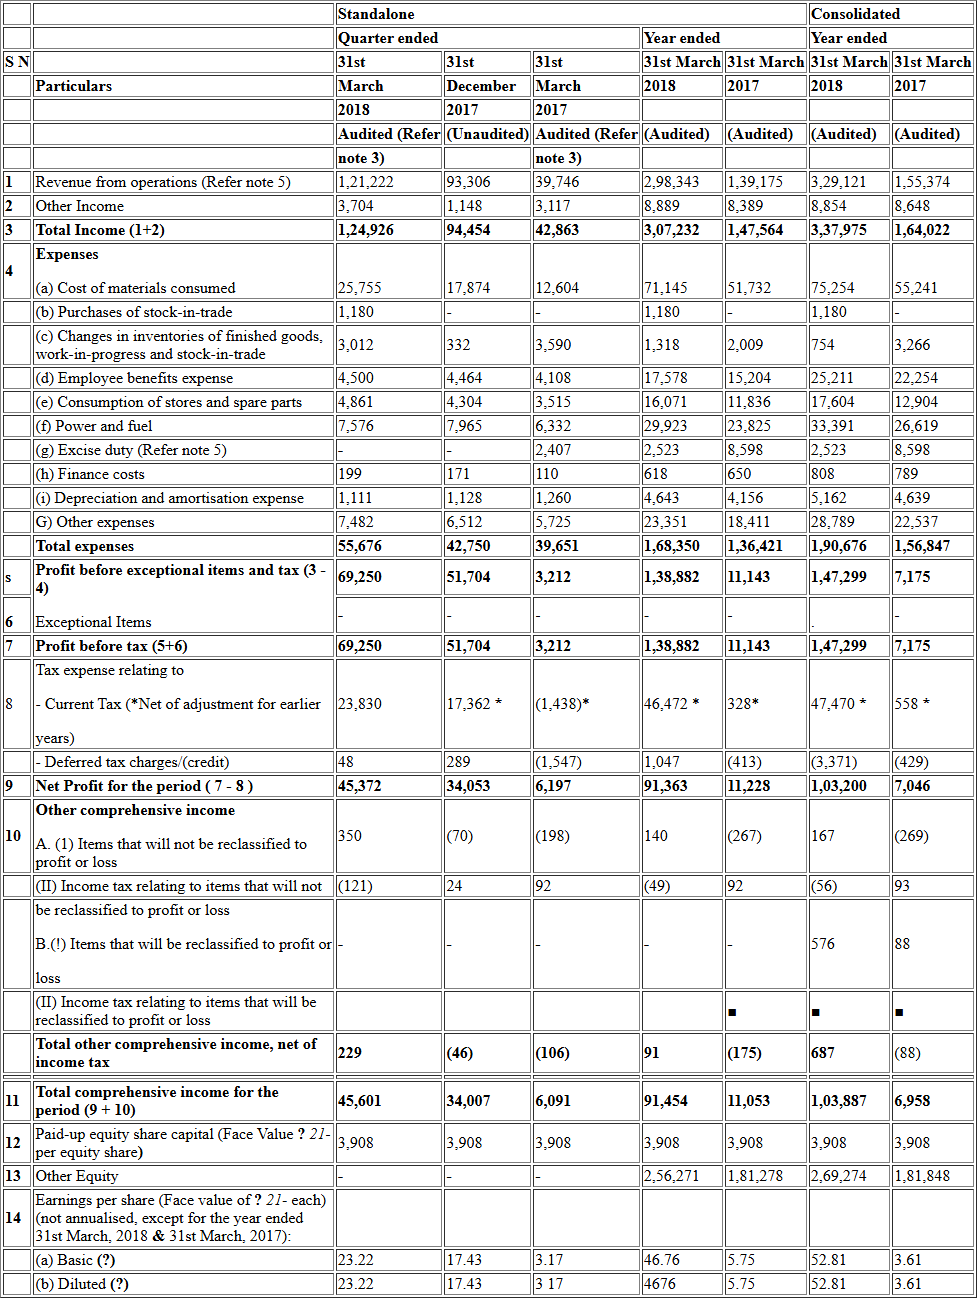 Standalone Consolidated
Quarter ended Year ended Year ended
S N 31st 31st 31st 31st March 31st March 31st March 31st March
Particulars March December March 2018 2017 2018 2017
2018 2017 2017
Audited (Refer (Unaudited) Audited (Refer (Audited) (Audited) (Audited) (Audited)
note 3) note 3)
1 Revenue from operations (Refer note 5) 1,21,222 93,306 39,746 2,98,343 1,39,175 3,29,121 1,55,374
2 Other Income 3,704 1,148 3,117 8,889 8,389 8,854 8,648
3 Total Income (1+2) 1,24,926 94,454 42,863 3,07,232 1,47,564 3,37,975 1,64,022
4 Expenses
(a) Cost of materials consumed 25,755 17,874 12,604 71,145 51,732 75,254 55,241
(b) Purchases of stock-in-trade 1,180 - - 1,180 - 1,180 -
(c) Changes in inventories of finished goods,
work-in-progress and stock-in-trade 3,012 332 3,590 1,318 2,009 754 3,266
(d) Employee benefits expense 4,500 4,464 4,108 17,578 15,204 25,211 22,254
(e) Consumption of stores and spare parts 4,861 4,304 3,515 16,071 11,836 17,604 12,904
(f) Power and fuel 7,576 7,965 6,332 29,923 23,825 33,391 26,619
(g) Excise duty (Refer note 5) - - 2,407 2,523 8,598 2,523 8,598
(h) Finance costs 199 171 110 618 650 808 789
(i) Depreciation and amortisation expense 1,111 1,128 1,260 4,643 4,156 5,162 4,639
G) Other expenses 7,482 6,512 5,725 23,351 18,411 28,789 22,537
Total expenses 55,676 42,750 39,651 1,68,350 1,36,421 1,90,676 1,56,847
s Profit before exceptional items and tax (3 -
4) 69,250 51,704 3,212 1,38,882 11,143 1,47,299 7,175
6 Exceptional Items - - - - - . -
7 Profit before tax (5+6) 69,250 51,704 3,212 1,38,882 11,143 1,47,299 7,175
Tax expense relating to
8 - Current Tax (*Net of adjustment for earlier 23,830 17,362 * (1,438)* 46,472 * 328* 47,470 * 558 *
years)
- Deferred tax charges/(credit) 48 289 (1,547) 1,047 (413) (3,371) (429)
9 Net Profit for the period ( 7 - 8 ) 45,372 34,053 6,197 91,363 11,228 1,03,200 7,046
Other comprehensive income
10 A. (1) Items that will not be reclassified to 350 (70) (198) 140 (267) 167 (269)
profit or loss
(II) Income tax relating to items that will not (121) 24 92 (49) 92 (56) 93
be reclassified to profit or loss
B.(!) Items that will be reclassified to profit or - - - - - 576 88
loss
(II) Income tax relating to items that will be
reclassified to profit or loss ■ ■ ■
Total other comprehensive income, net of
income tax 229 (46) (106) 91 (175) 687 (88)
11 Total comprehensive income for the
period (9 + 10) 45,601 34,007 6,091 91,454 11,053 1,03,887 6,958
12 Paid-up equity share capital (Face Value ? 21-
per equity share) 3,908 3,908 3,908 3,908 3,908 3,908 3,908
13 Other Equity - - - 2,56,271 1,81,278 2,69,274 1,81,848
Earnings per share (Face value of ? 21- each)
14 (not annualised, except for the year ended
31st March, 2018 & 31st March, 2017):
(a) Basic (?) 23.22 17.43 3.17 46.76 5.75 52.81 3.61
(b) Diluted (?) 23.22 17.43 3 17 4676 5.75 52.81 3.61